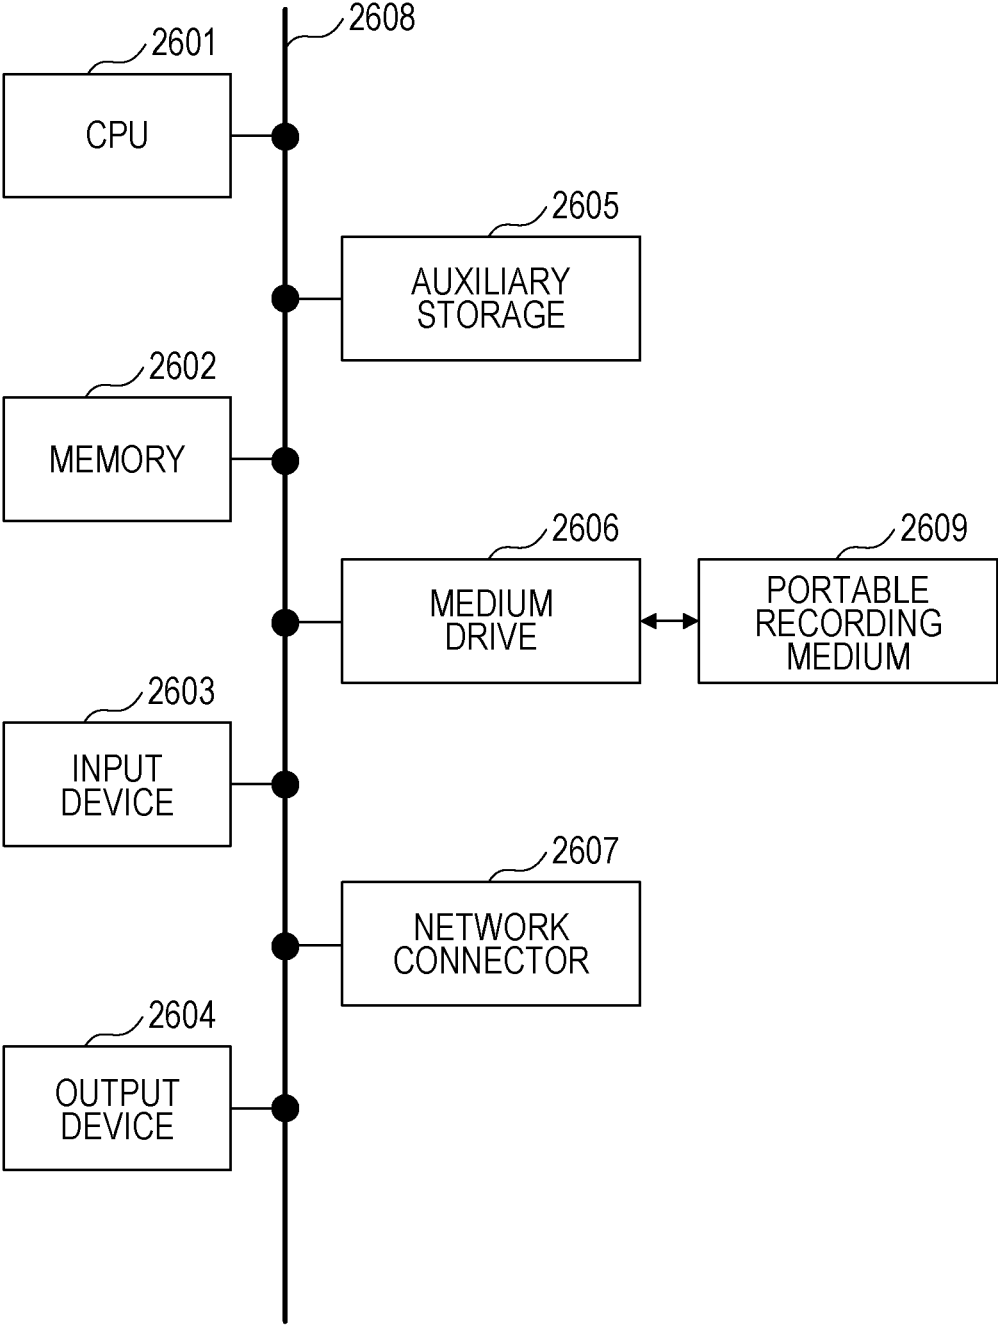 2608
2601
CPU
2605
AUXILIARY
STORAGE
2602
MEMORY
2606
MEDIUM
DRIVE
2609
PORTABLE
RECORDING
MEDIUM
2603
INPUT
DEVICE
2607
NETWORK
CONNECTOR
2604
OUTPUT
DEVICE